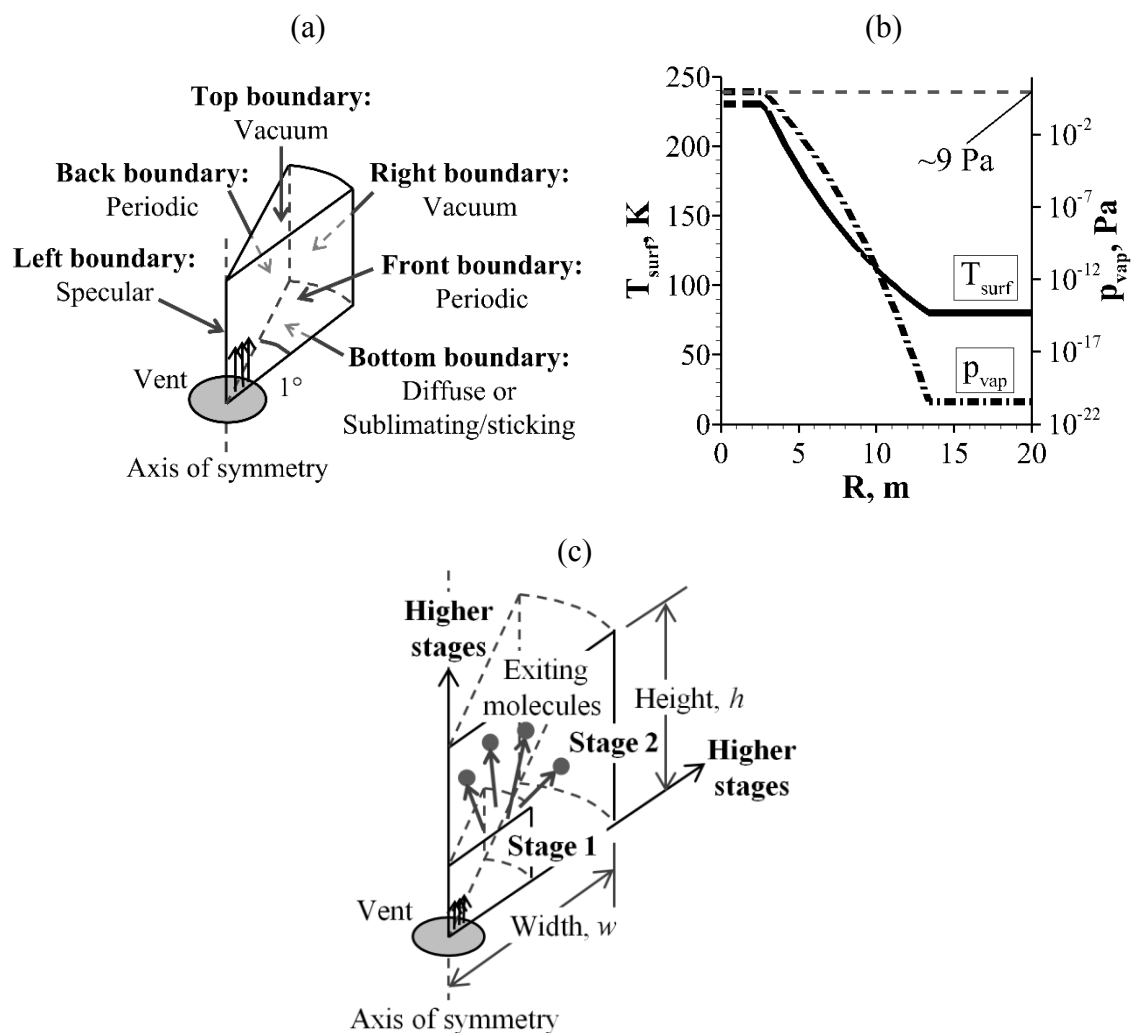 (a)
Top boundary:
Vacuum
Back boundary:
Periodic
Right boundary:
Vacuum
Left boundary:
Specular
Front boundary:
Periodic
Vent
1°
Bottom boundary:
Diffuse or
Sublimating/sticking
Axis of symmetry
(b)
250
200
150
100
50
0
T_surf, K
10^-2
10^-7
10^-12
10^-17
10^-22
p_vap, Pa
~9 Pa
T_surf
p_vap
0 5 10 15 20
R, m
(c)
Higher
stages
Exiting
molecules
Height, h
Stage 2
Higher
stages
Stage 1
Vent
Width, w
Axis of symmetry